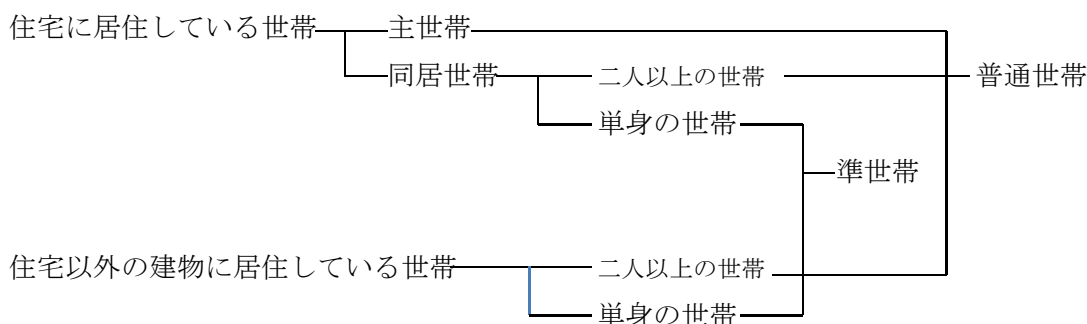 住宅に居住している世帯 主世帯
同居世帯 二人以上の世帯 普通世帯
単身の世帯
準世帯
住宅以外の建物に居住している世帯 二人以上の世帯
単身の世帯